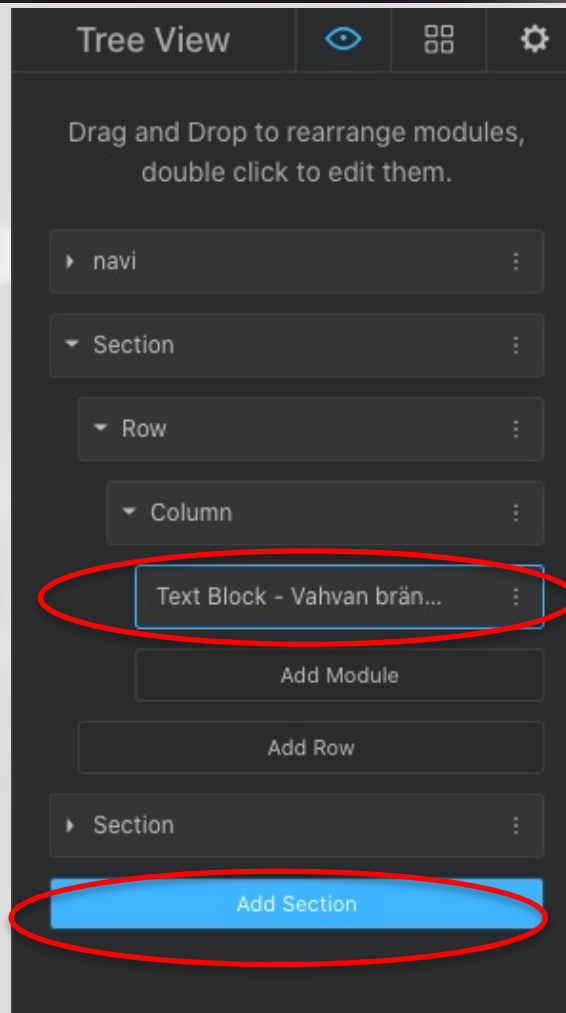 Tree View
Drag and Drop to rearrange modules,
double click to edit them.
navi
Section
Row
Column
Text Block - Vahvan brän...
Add Module
Add Row
Section
Add Section